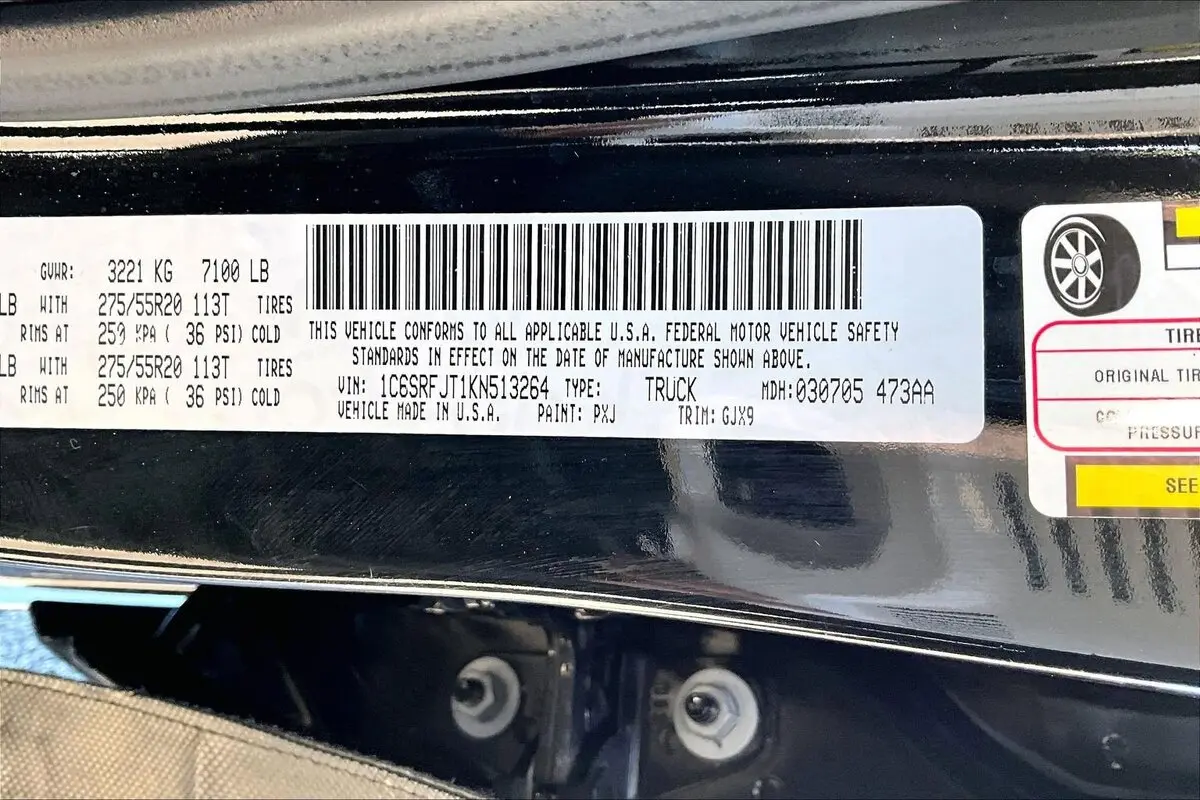 GVWR: 3221 KG 7100 LB
LB WITH 275/55R20 113T TIRES
RIMS AT 250 KPA ( 36 PSI) COLD
LB WITH 275/55R20 113T TIRES
RIMS AT 250 KPA ( 36 PSI) COLD
THIS VEHICLE CONFORMS TO ALL APPLICABLE U.S.A. FEDERAL MOTOR VEHICLE SAFETY
STANDARDS IN EFFECT ON THE DATE OF MANUFACTURE SHOWN ABOVE.
VIN: 1C6SRFJT1KN513264 TYPE: TRUCK MDH:030705 473AA
VEHICLE MADE IN U.S.A. PAINT: PXJ TRIM: GJX9
TIRE
ORIGINAL TIR
PRESSUR
SEE